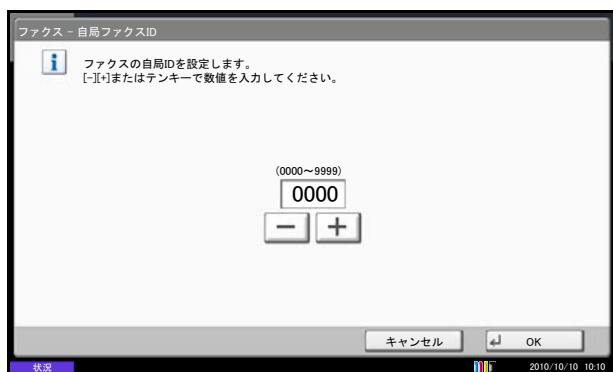 ファクス - 自局ファクスID
ファクスの自局IDを設定します。
[-][+]またはテンキーで数値を入力してください。
(0000～9999)
0000
キャンセル
OK
状況
2010/10/10 10:10